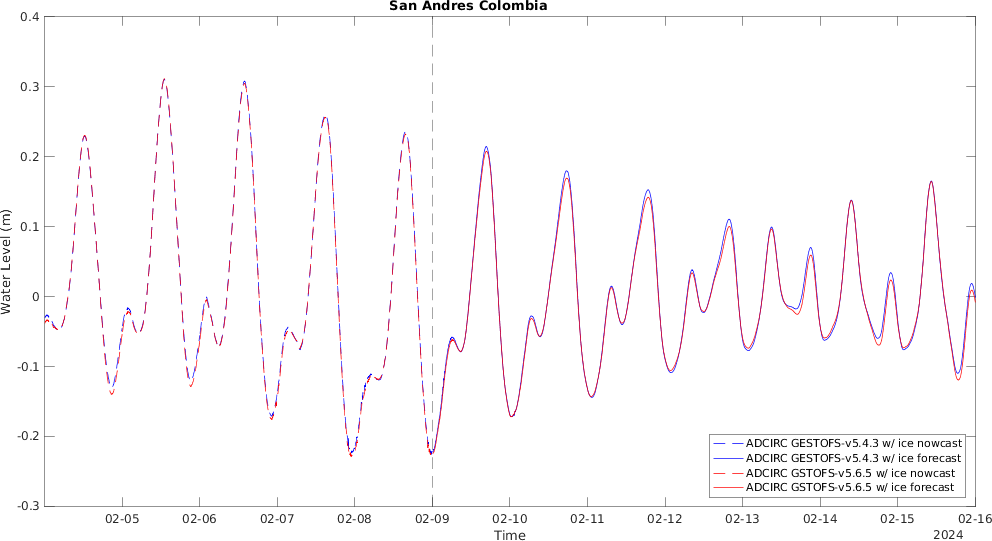 San Andres Colombia
0.4
0.3
0.2
0.1
0
-0.1
-0.2
-0.3
Water Level (m)
ADCIRC GESTOFS-v5.4.3 w/ ice nowcast
ADCIRC GESTOFS-v5.4.3 w/ ice forecast
ADCIRC GSTOFS-v5.6.5 w/ ice nowcast
ADCIRC GSTOFS-v5.6.5 w/ ice forecast
02-05 02-06 02-07 02-08 02-09 02-10 02-11 02-12 02-13 02-14 02-15 02-16
Time
2024